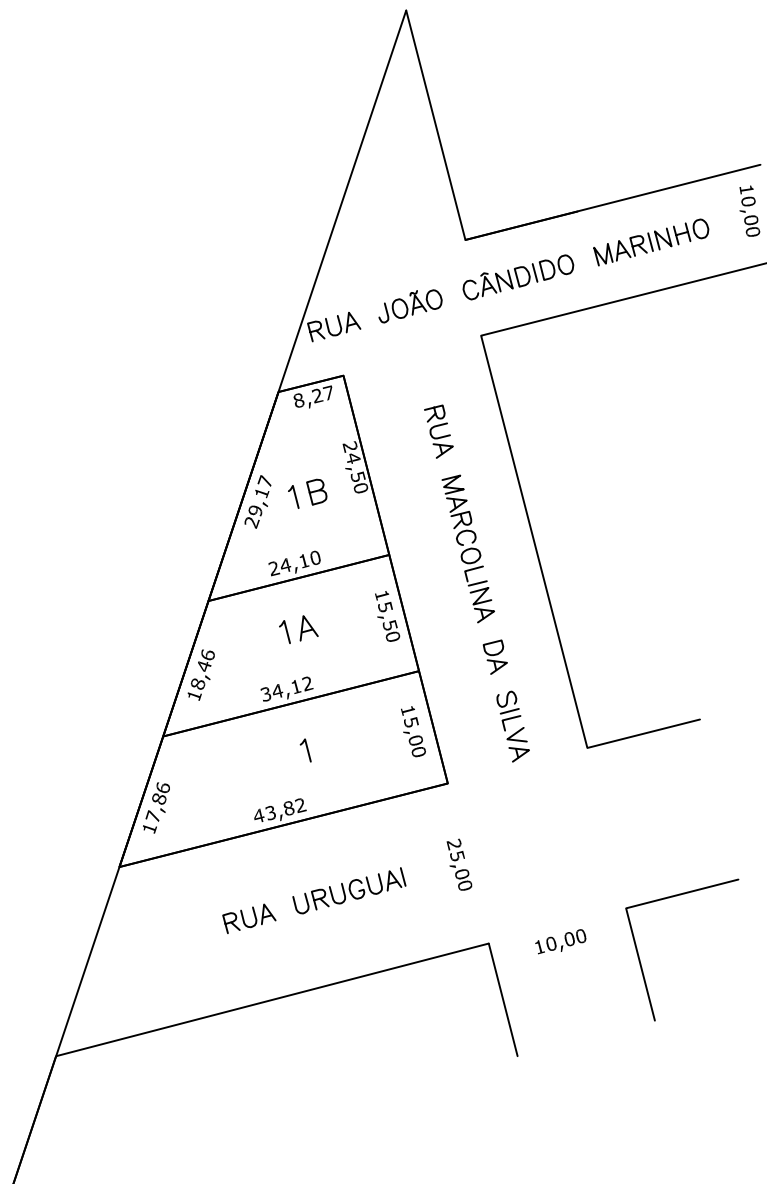 10,00
RUA JOÃO CÂNDIDO MARINHO
8,27
RUA MARCOLINA DA SILVA
24,50
29,17
1B
24,10
15,50
1A
18,46
34,12
15,00
1
17,86
43,82
25,00
RUA URUGUAI
10,00